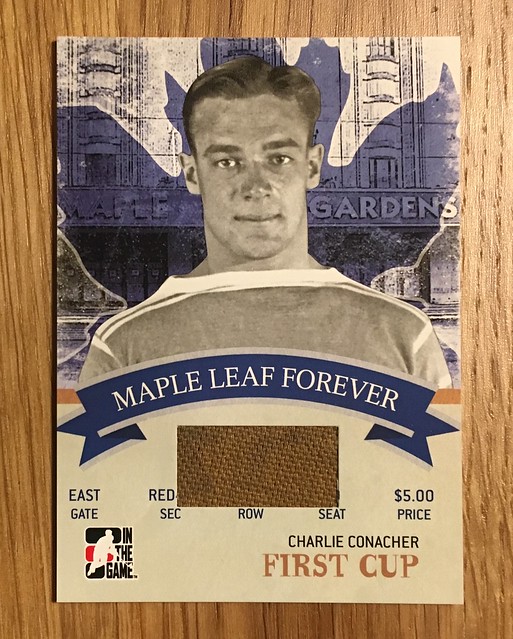 MAPLE GARDENS
MAPLE LEAF FOREVER
EAST RED $5.00
GATE SEC ROW SEAT PRICE
IN
THE
GAME
CHARLIE CONACHER
FIRST CUP